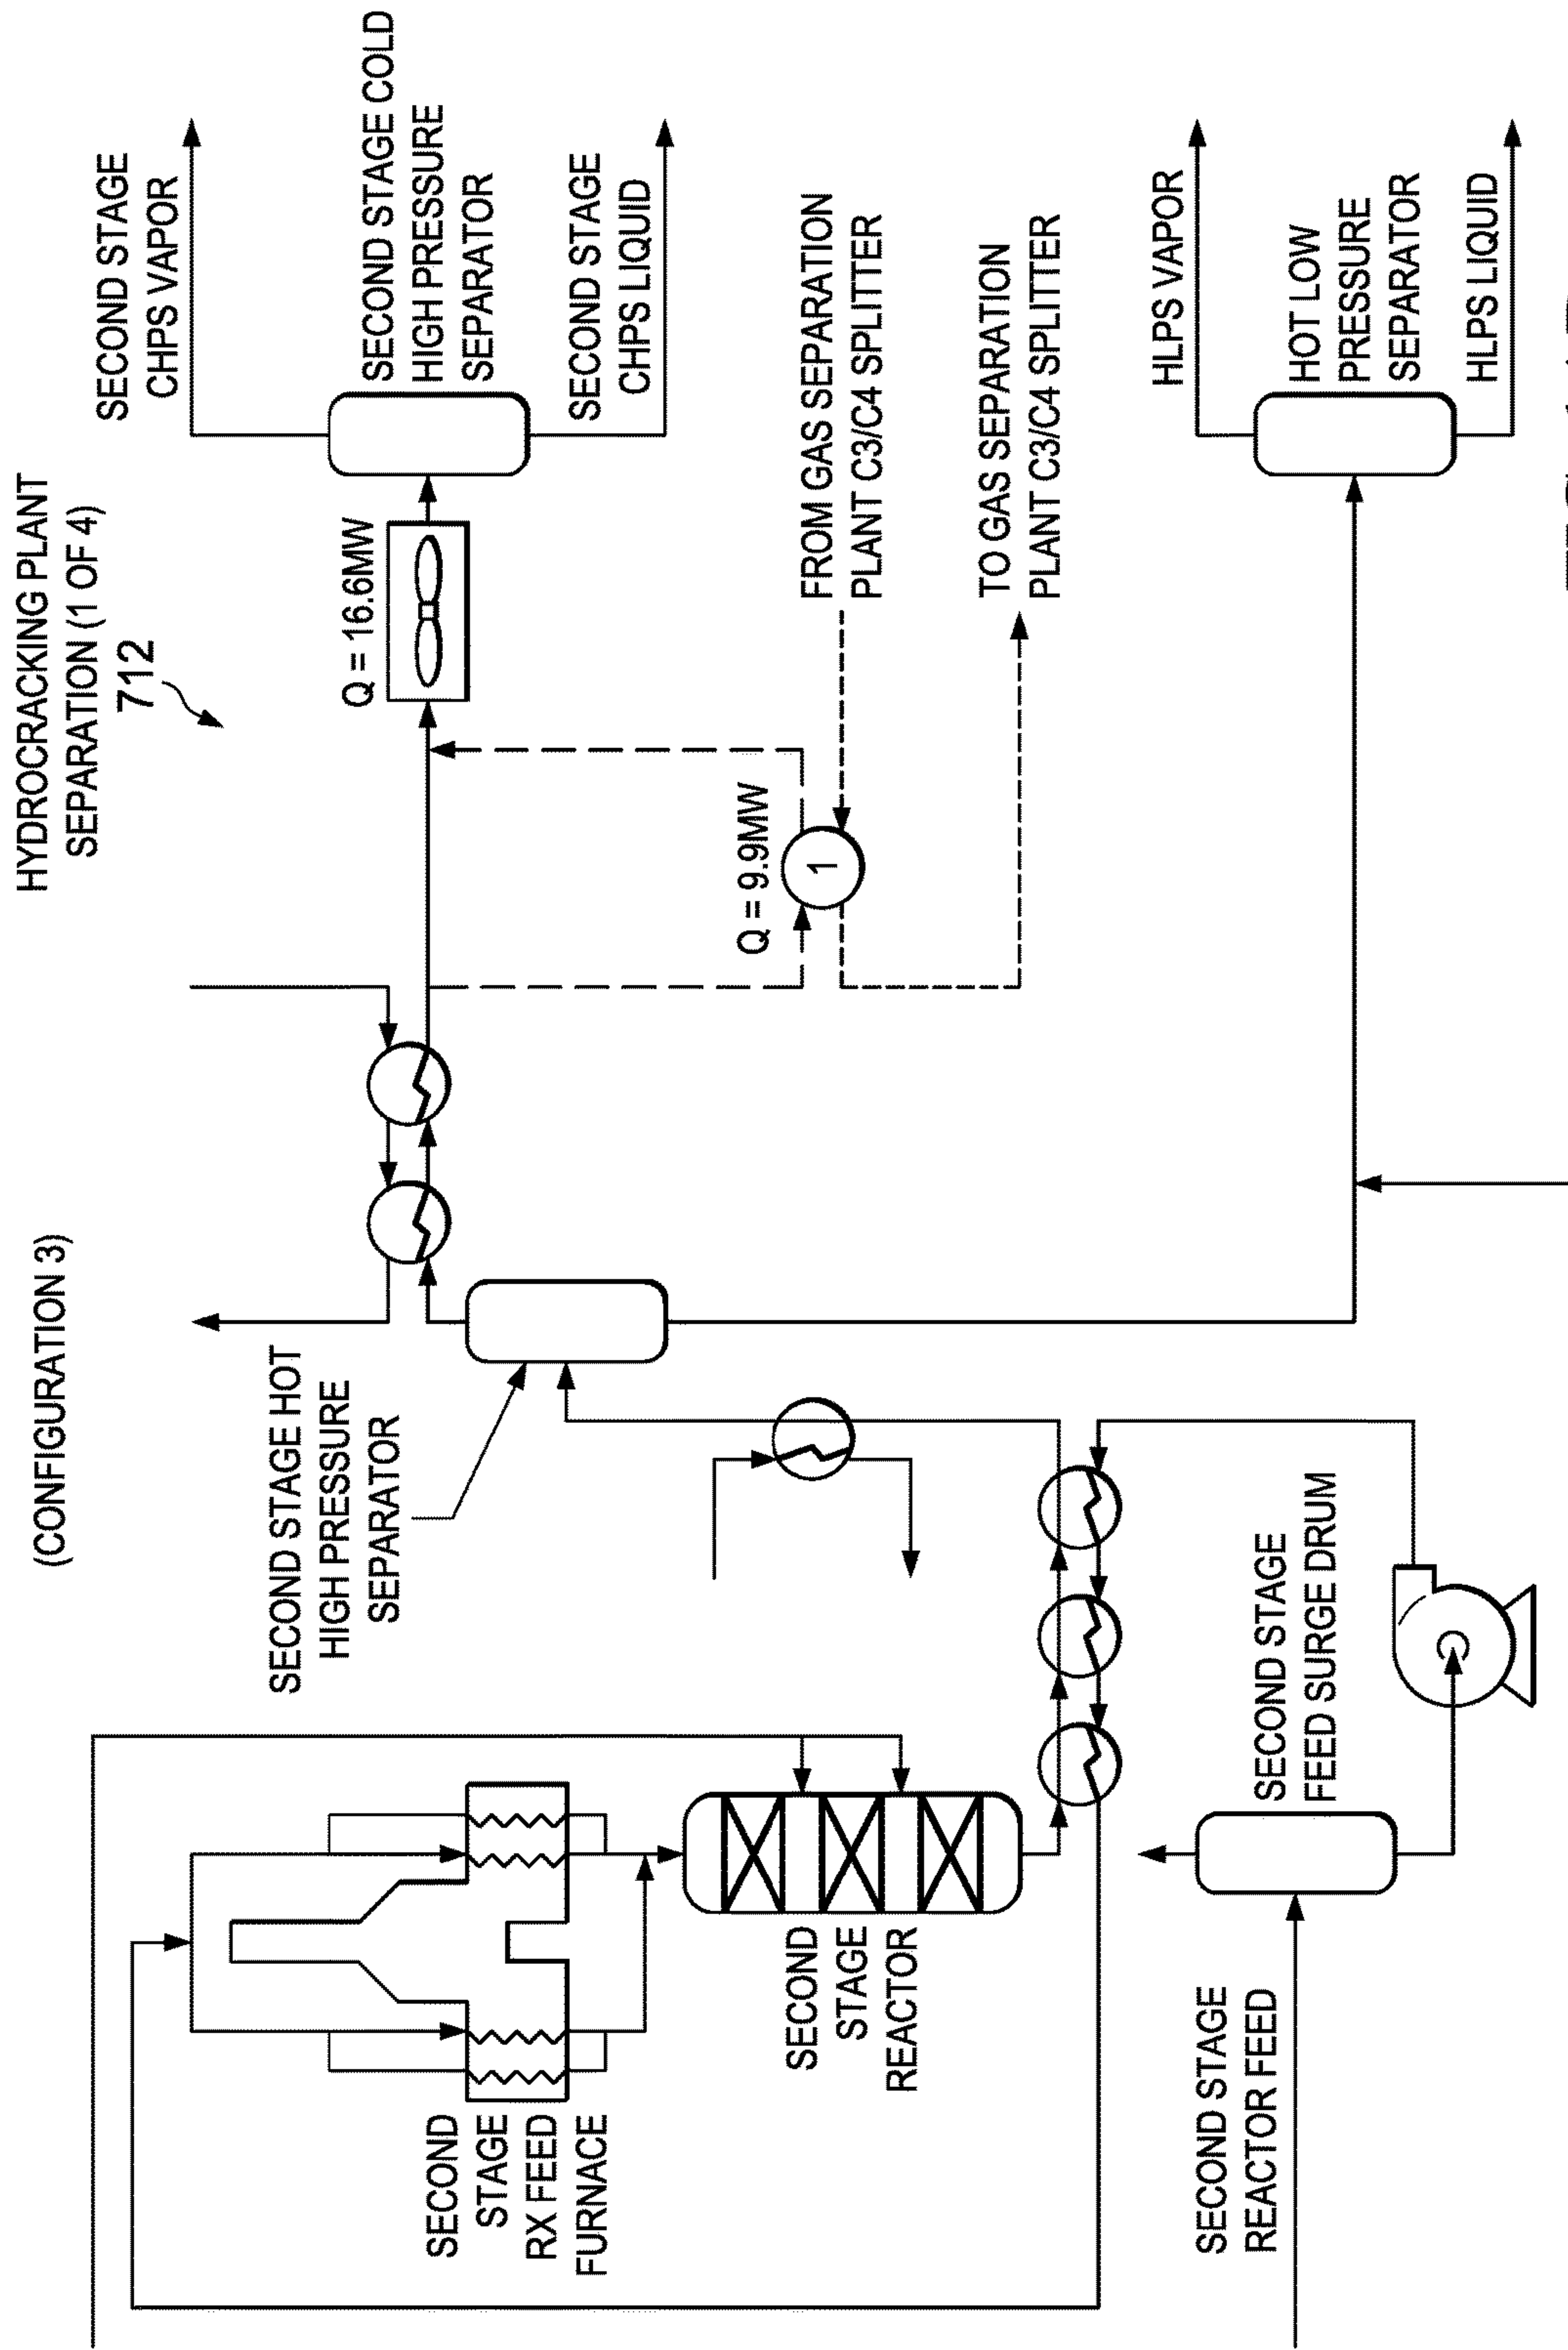 HYDROCRACKING PLANT
SEPARATION (1 OF 4)
712
(CONFIGURATION 3)
SECOND STAGE
CHPS VAPOR
Q = 16.6MW
SECOND STAGE COLD
HIGH PRESSURE
SEPARATOR
SECOND STAGE
CHPS LIQUID
SECOND STAGE HOT
HIGH PRESSURE
SEPARATOR
Q = 9.9MW
1
FROM GAS SEPARATION
PLANT C3/C4 SPLITTER
TO GAS SEPARATION
PLANT C3/C4 SPLITTER
SECOND
STAGE
RX FEED
FURNACE
SECOND
STAGE
REACTOR
HLPS VAPOR
HOT LOW
PRESSURE
SEPARATOR
HLPS LIQUID
SECOND STAGE
FEED SURGE DRUM
SECOND STAGE
REACTOR FEED